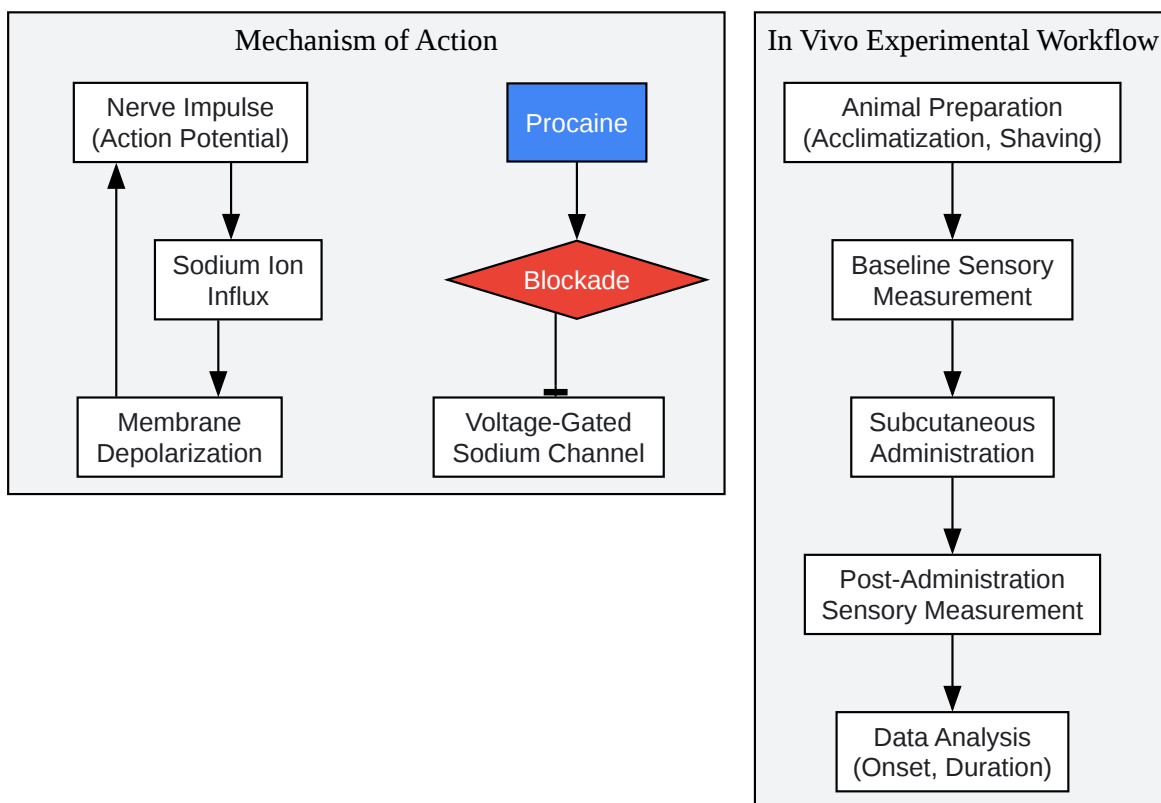 Mechanism of Action
Nerve Impulse
(Action Potential)
Sodium Ion
Influx
Membrane
Depolarization
Procaine
Blockade
Voltage-Gated
Sodium Channel
In Vivo Experimental Workflow
Animal Preparation
(Acclimatization, Shaving)
Baseline Sensory
Measurement
Subcutaneous
Administration
Post-Administration
Sensory Measurement
Data Analysis
(Onset, Duration)